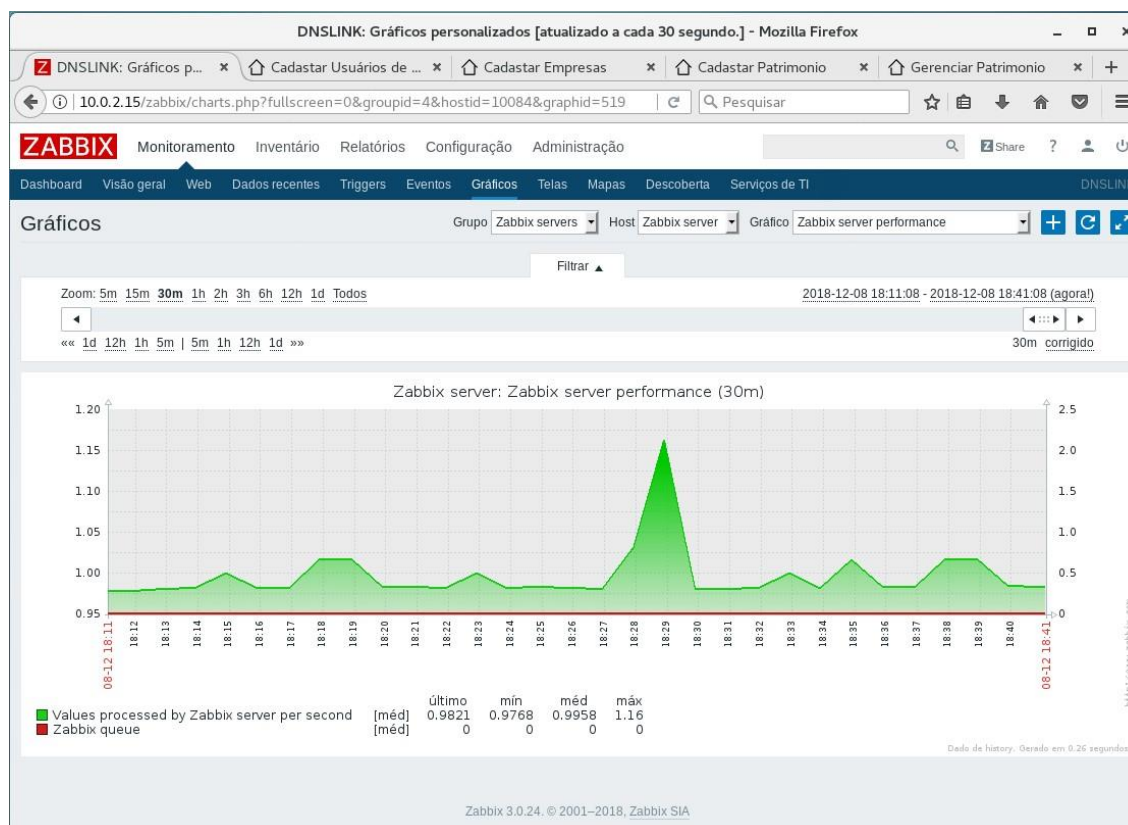 DNSLINK: Gráficos personalizados [atualizado a cada 30 segundo.] - Mozilla Firefox
DNSLINK: Gráficos p... Cadastar Usuários de ... Cadastar Empresas Cadastar Patrimonio Gerenciar Patrimonio
10.0.2.15/zabbix/charts.php?fullscreen=0&groupid=4&hostid=10084&graphid=519 Pesquisar
ZABBIX Monitoramento Inventário Relatórios Configuração Administração Z Share ?
Dashboard Visão geral Web Dados recentes Triggers Eventos Gráficos Telas Mapas Descoberta Serviços de TI DNSLINK
Gráficos Grupo Zabbix servers Host Zabbix server Gráfico Zabbix server performance
Filtrar ▲
Zoom: 5m 15m 30m 1h 2h 3h 6h 12h 1d Todos 2018-12-08 18:11:08 - 2018-12-08 18:41:08 (agora!)
«« 1d 12h 1h 5m | 5m 1h 12h 1d »» 30m corrigido
Zabbix server: Zabbix server performance (30m)
1.20 2.5
1.15 2.0
1.10 1.5
1.05 1.0
1.00 0.5
0.95 0
08-12 18:11 18:12 18:13 18:14 18:15 18:16 18:17 18:18 18:19 18:20 18:21 18:22 18:23 18:24 18:25 18:26 18:27 18:28 18:29 18:30 18:31 18:32 18:33 18:34 18:35 18:36 18:37 18:38 18:39 18:40 08-12 18:41
último mín méd máx
Values processed by Zabbix server per second [méd] 0.9821 0.9768 0.9958 1.16
Zabbix queue [méd] 0 0 0 0
Dado de history. Gerado em 0.26 segundos
Zabbix 3.0.24. © 2001–2018, Zabbix SIA